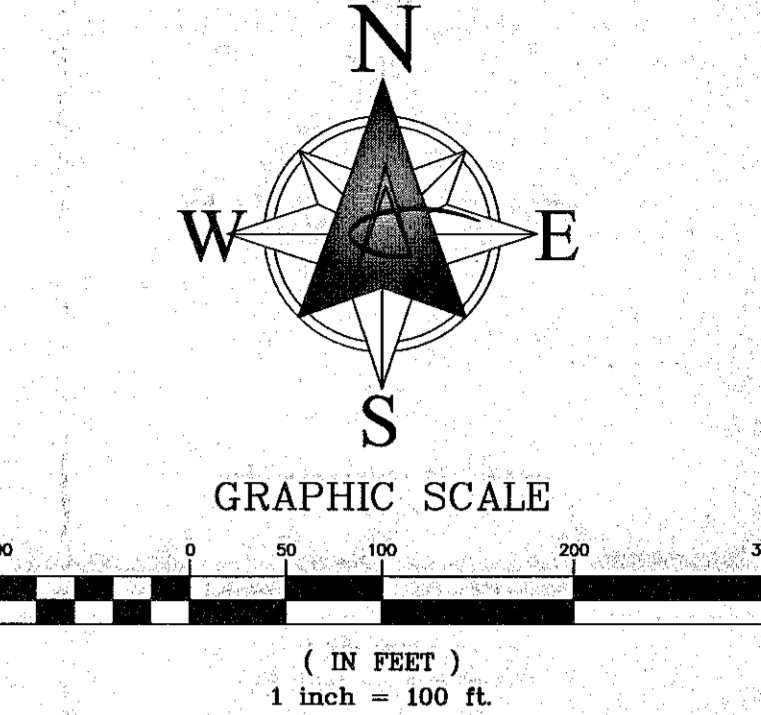 N
W E
S
GRAPHIC SCALE
0 50 100 200
( IN FEET )
1 inch = 100 ft.